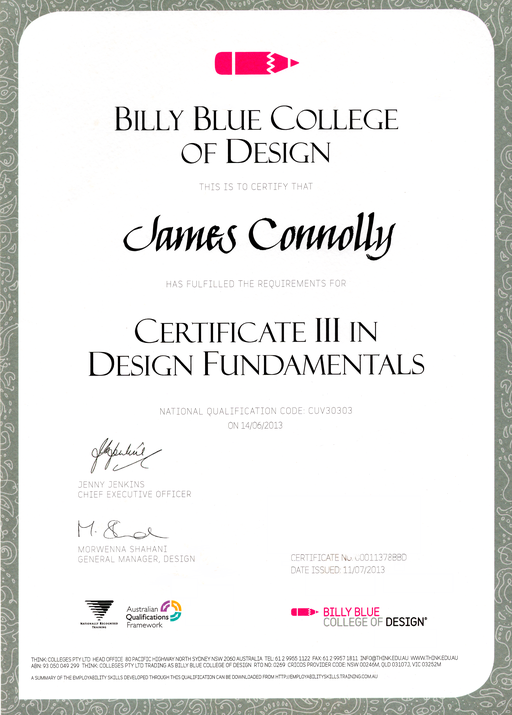 BILLY BLUE COLLEGE
OF DESIGN
THIS IS TO CERTIFY THAT
James Connolly
HAS FULFILLED THE REQUIREMENTS FOR
CERTIFICATE III IN
DESIGN FUNDAMENTALS
NATIONAL QUALIFICATION CODE: CUV30303
ON 14/06/2013
JENNY JENKINS
CHIEF EXECUTIVE OFFICER
MORWENNA SHAHANI
GENERAL MANAGER, DESIGN
CERTIFICATE No
DATE ISSUED: 11/07/2013
NATIONALLY RECOGNISED
TRAINING
Australian
Qualifications
Framework
BILLY BLUE
COLLEGE OF DESIGN
THINK: COLLEGES PTY LTD. HEAD OFFICE 80 PACIFIC HIGHWAY NORTH SYDNEY NSW 2060 AUSTRALIA TEL: 61 2 9955 1122 FAX 61 2 9957 1811 INFO@THINK.EDU.AU WWW.THINK.EDU.AU
ABN: 93 050 049 299 THINK: COLLEGES PTY LTD TRADING AS BILLY BLUE COLLEGE OF DESIGN RTO NO: 0269 CRICOS PROVIDER CODE: NSW 00246M, QLD 03107J, VIC 03252M
A SUMMARY OF THE EMPLOYABILITY SKILLS DEVELOPED THROUGH THIS QUALIFICATION CAN BE DOWNLOADED FROM HTTP://EMPLOYABILITYSKILLS.TRAINING.COM.AU